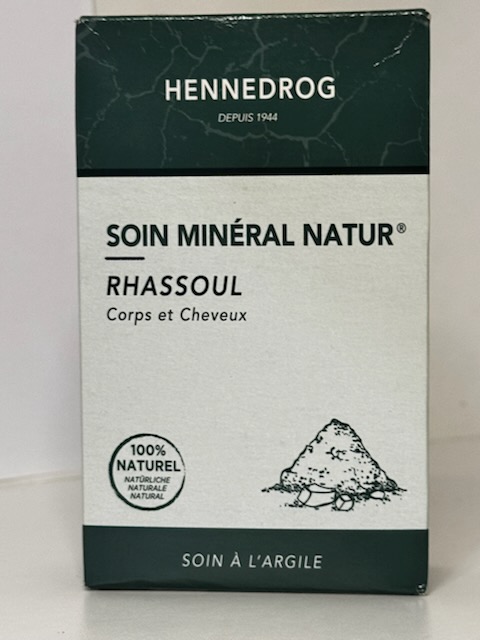 HENNEDROG
DEPUIS 1944
SOIN MINÉRAL NATUR®
RHASSOUL
Corps et Cheveux
100%
NATUREL
NATÜRLICHE
NATURALE
NATURAL
SOIN À L'ARGILE